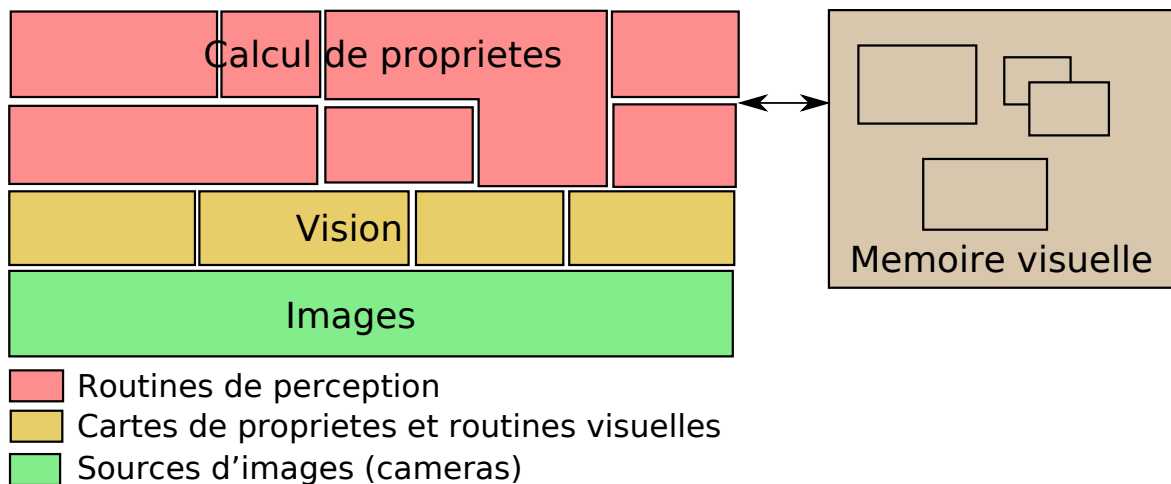 Calcul de proprietes
Vision
Images
Memoire visuelle
Routines de perception
Cartes de proprietes et routines visuelles
Sources d'images (cameras)